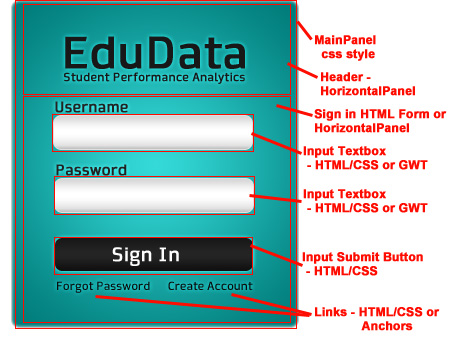 EduData
Student Performance Analytics
Username
Password
Sign In
Forgot Password Create Account
MainPanel
css style
Header -
HorizontalPanel
Sign in HTML Form or
HorizontalPanel
Input Textbox
- HTML/CSS or GWT
Input Textbox
- HTML/CSS or GWT
Input Submit Button
- HTML/CSS
Links - HTML/CSS or
Anchors